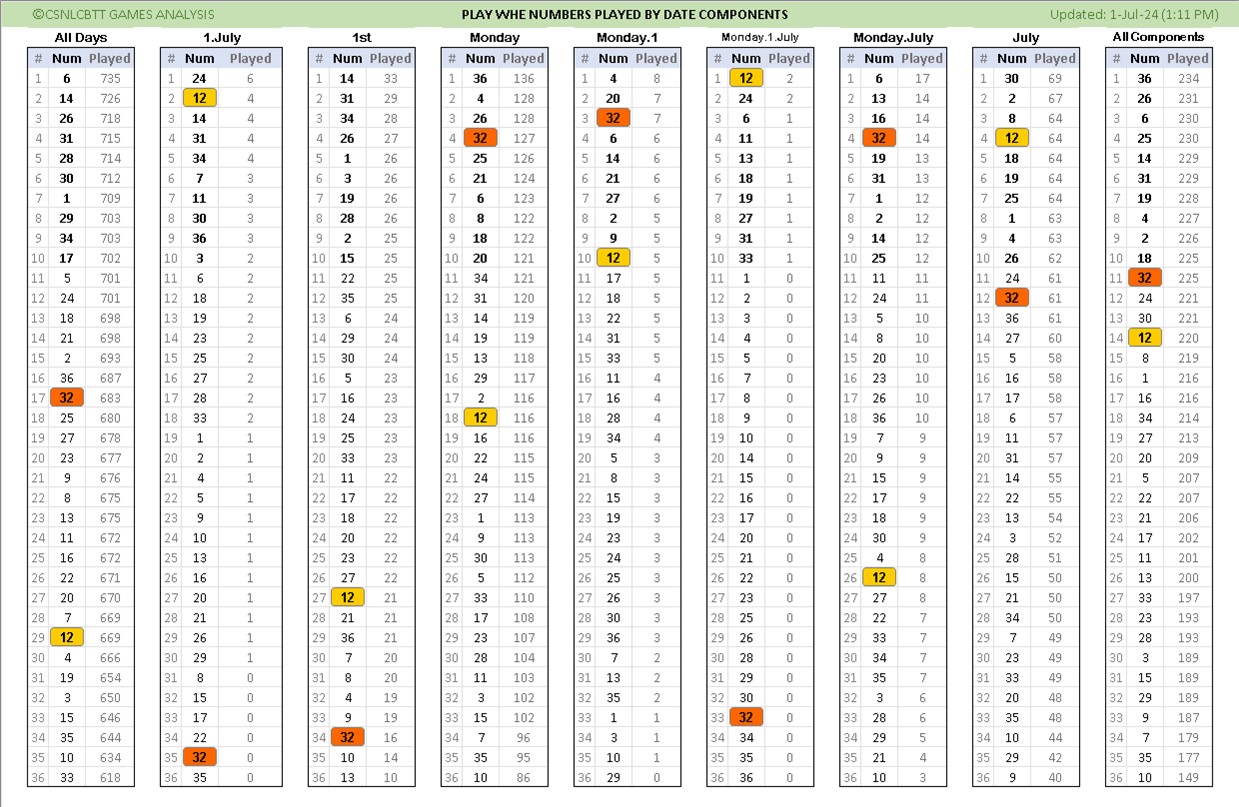 ©CSNLCBTT GAMES ANALYSIS PLAY WHE NUMBERS PLAYED BY DATE COMPONENTS Updated: 1-Jul-24 (1:11 PM)
All Days 1.July 1st Monday Monday.1 Monday.1.July Monday.July July All Components
# Num Played # Num Played # Num Played # Num Played # Num Played # Num Played # Num Played # Num Played # Num Played
1 6 735 1 24 6 1 14 33 1 36 136 1 4 8 1 12 2 1 6 17 1 30 69 1 36 234
2 14 726 2 12 4 2 31 29 2 4 128 2 20 7 2 24 2 2 13 14 2 2 67 2 26 231
3 26 718 3 14 4 3 34 28 3 26 128 3 32 7 3 6 1 3 16 14 3 8 64 3 6 230
4 31 715 4 31 4 4 26 27 4 32 127 4 6 6 4 11 1 4 32 14 4 12 64 4 25 230
5 28 714 5 34 4 5 1 26 5 25 126 5 14 6 5 13 1 5 19 13 5 18 64 5 14 229
6 30 712 6 7 3 6 3 26 6 21 124 6 21 6 6 18 1 6 31 13 6 19 64 6 31 229
7 1 709 7 11 3 7 19 26 7 6 123 7 27 6 7 19 1 7 1 12 7 25 64 7 19 228
8 29 703 8 30 3 8 28 26 8 8 122 8 2 5 8 27 1 8 2 12 8 1 63 8 4 227
9 34 703 9 36 3 9 2 25 9 18 122 9 9 5 9 31 1 9 14 12 9 4 63 9 2 226
10 17 702 10 3 2 10 15 25 10 20 121 10 12 5 10 33 1 10 25 12 10 26 62 10 18 225
11 5 701 11 6 2 11 22 25 11 34 121 11 17 5 11 1 0 11 11 11 11 24 61 11 32 225
12 24 701 12 18 2 12 35 25 12 31 120 12 18 5 12 2 0 12 24 11 12 32 61 12 24 221
13 18 698 13 19 2 13 6 24 13 14 119 13 22 5 13 3 0 13 5 10 13 36 61 13 30 221
14 21 698 14 23 2 14 29 24 14 19 119 14 31 5 14 4 0 14 8 10 14 27 60 14 12 220
15 2 693 15 25 2 15 30 24 15 13 118 15 33 5 15 5 0 15 20 10 15 5 58 15 8 219
16 36 687 16 27 2 16 5 23 16 29 117 16 11 4 16 7 0 16 23 10 16 16 58 16 1 216
17 32 683 17 28 2 17 16 23 17 2 116 17 16 4 17 8 0 17 26 10 17 17 58 17 16 216
18 25 680 18 33 2 18 24 23 18 12 116 18 28 4 18 9 0 18 36 10 18 6 57 18 34 214
19 27 678 19 1 1 19 25 23 19 16 116 19 34 4 19 10 0 19 7 9 19 11 57 19 27 213
20 23 677 20 2 1 20 33 23 20 22 115 20 5 3 20 14 0 20 9 9 20 31 57 20 20 209
21 9 676 21 4 1 21 11 22 21 24 115 21 8 3 21 15 0 21 15 9 21 14 55 21 5 207
22 8 675 22 5 1 22 17 22 22 27 114 22 15 3 22 16 0 22 17 9 22 22 55 22 22 207
23 13 675 23 9 1 23 18 22 23 1 113 23 19 3 23 17 0 23 18 9 23 13 54 23 21 206
24 11 672 24 10 1 24 20 22 24 9 113 24 23 3 24 20 0 24 30 9 24 3 52 24 17 202
25 16 672 25 13 1 25 23 22 25 30 113 25 24 3 25 21 0 25 4 8 25 28 51 25 11 201
26 22 671 26 16 1 26 27 22 26 5 112 26 25 3 26 22 0 26 12 8 26 15 50 26 13 200
27 20 670 27 20 1 27 12 21 27 33 110 27 26 3 27 23 0 27 27 8 27 21 50 27 33 197
28 7 669 28 21 1 28 21 21 28 17 108 28 30 3 28 25 0 28 22 7 28 34 50 28 23 193
29 12 669 29 26 1 29 36 21 29 23 107 29 36 3 29 26 0 29 33 7 29 7 49 29 28 193
30 4 666 30 29 1 30 7 20 30 28 104 30 7 2 30 28 0 30 34 7 30 23 49 30 3 189
31 19 654 31 8 0 31 8 20 31 11 103 31 13 2 31 29 0 31 35 7 31 33 49 31 15 189
32 3 650 32 15 0 32 4 19 32 3 102 32 35 2 32 30 0 32 3 6 32 20 48 32 29 189
33 15 646 33 17 0 33 9 19 33 15 102 33 1 1 33 32 0 33 28 6 33 35 48 33 9 187
34 35 644 34 22 0 34 32 16 34 7 96 34 3 1 34 34 0 34 29 5 34 10 44 34 7 179
35 10 634 35 32 0 35 10 14 35 35 95 35 10 1 35 35 0 35 21 4 35 29 42 35 35 177
36 33 618 36 35 0 36 13 10 36 10 86 36 29 0 36 36 0 36 10 3 36 9 40 36 10 149